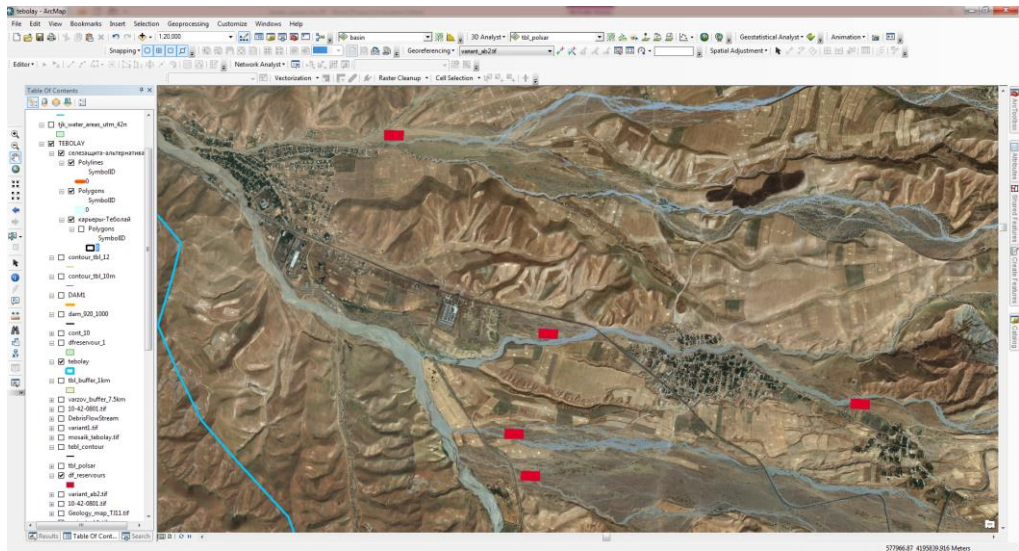 tebolay - ArcMap
File Edit View Bookmarks Insert Selection Geoprocessing Customize Windows Help
1:20,000 basin 3D Analyst tbl_polsar Geostatistical Analyst Animation
Snapping Georeferencing variant_ab2.tif Spatial Adjustment
Editor Network Analyst
Vectorization Raster Cleanup Cell Selection
Table Of Contents
tjk_water_areas_utm_42n
TEBOLAY
селезащита-альтернатива
Polylines
SymbolID
0
Polygons
SymbolID
0
карьеры-Теболай
Polygons
SymbolID
contour_tbl_12
contour_tbl_10m
DAM1
dam_920_1000
cont_10
dfreservour_1
tebolay
tbl_buffer_1km
varzov_buffer_7.5km
10-42-0801.tif
DebrisFlowStream
variant1.tif
mosaik_tebolay.tif
tebl_contour
tbl_polsar
df_reservours
variant_ab2.tif
10-42-0801.tif
Geology_map_TJ11.tif
Results Table Of Cont... Search
ArcToolbox
Attributes
Shared Features
Create Features
Catalog
577966.87 4195839.916 Meters